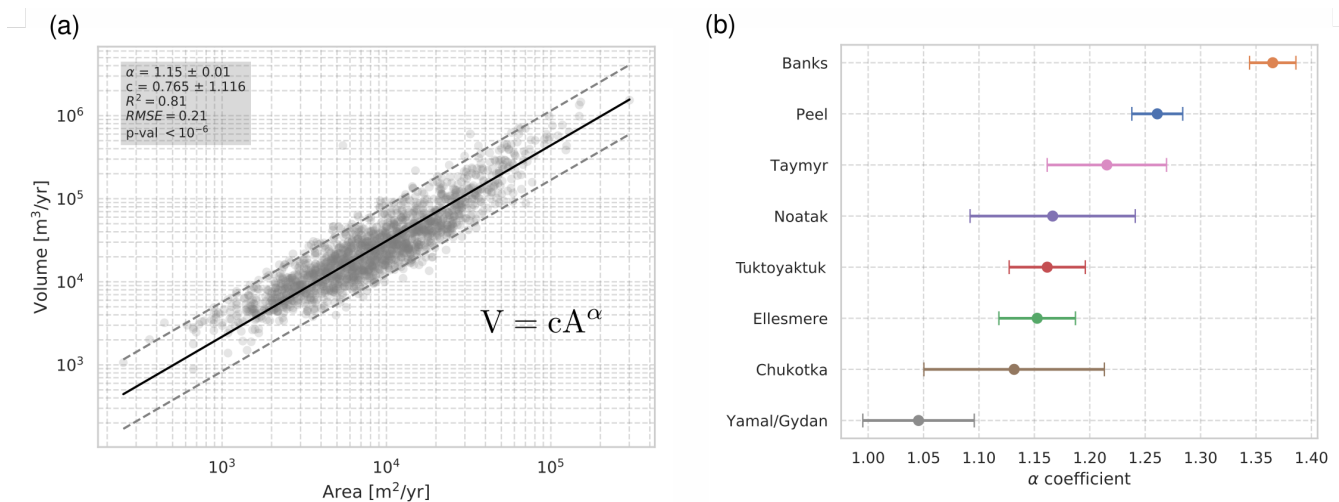 (a)
α = 1.15 ± 0.01
c = 0.765 ± 1.116
R² = 0.81
RMSE = 0.21
p-val < 10⁻⁶
10⁶
10⁵
10⁴
10³
Volume [m³/yr]
V = cA^α
10³ 10⁴ 10⁵
Area [m²/yr]
(b)
Banks
Peel
Taymyr
Noatak
Tuktoyaktuk
Ellesmere
Chukotka
Yamal/Gydan
1.00 1.05 1.10 1.15 1.20 1.25 1.30 1.35 1.40
α coefficient